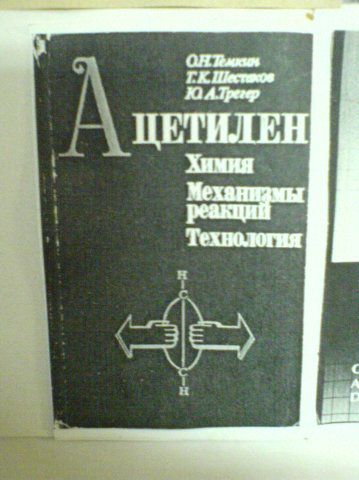 О.Н.Темкин
Г.К.Шестаков
Ю.А.Трегер
АЦЕТИЛЕН
Химия
Механизмы
реакций
Технология
H
C
C
H
С
А